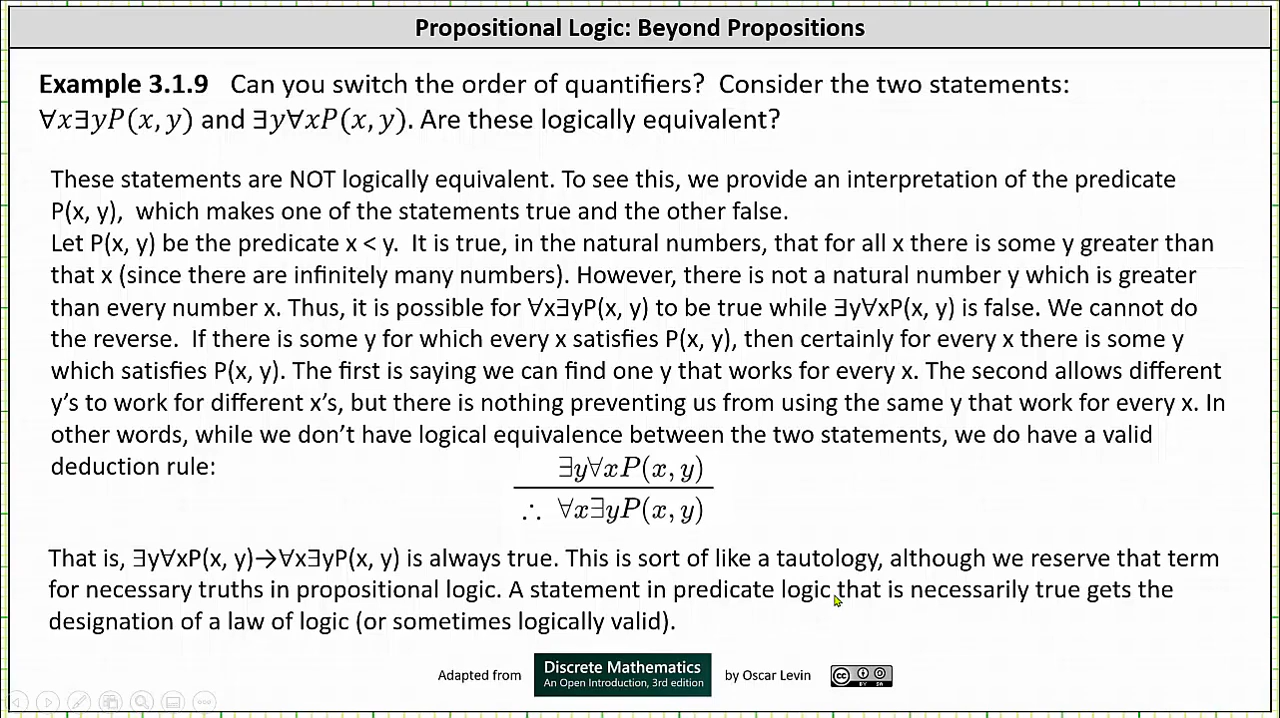 Propositional Logic: Beyond Propositions
Example 3.1.9 Can you switch the order of quantifiers? Consider the two statements:
∀x∃yP(x, y) and ∃y∀xP(x, y). Are these logically equivalent?
These statements are NOT logically equivalent. To see this, we provide an interpretation of the predicate
P(x, y), which makes one of the statements true and the other false.
Let P(x, y) be the predicate x < y. It is true, in the natural numbers, that for all x there is some y greater than
that x (since there are infinitely many numbers). However, there is not a natural number y which is greater
than every number x. Thus, it is possible for ∀x∃yP(x, y) to be true while ∃y∀xP(x, y) is false. We cannot do
the reverse. If there is some y for which every x satisfies P(x, y), then certainly for every x there is some y
which satisfies P(x, y). The first is saying we can find one y that works for every x. The second allows different
y’s to work for different x’s, but there is nothing preventing us from using the same y that work for every x. In
other words, while we don’t have logical equivalence between the two statements, we do have a valid
deduction rule:
∃y∀xP(x, y)
∴ ∀x∃yP(x, y)
That is, ∃y∀xP(x, y)→∀x∃yP(x, y) is always true. This is sort of like a tautology, although we reserve that term
for necessary truths in propositional logic. A statement in predicate logic that is necessarily true gets the
designation of a law of logic (or sometimes logically valid).
Adapted from Discrete Mathematics by Oscar Levin
An Open Introduction, 3rd edition
CC BY SA